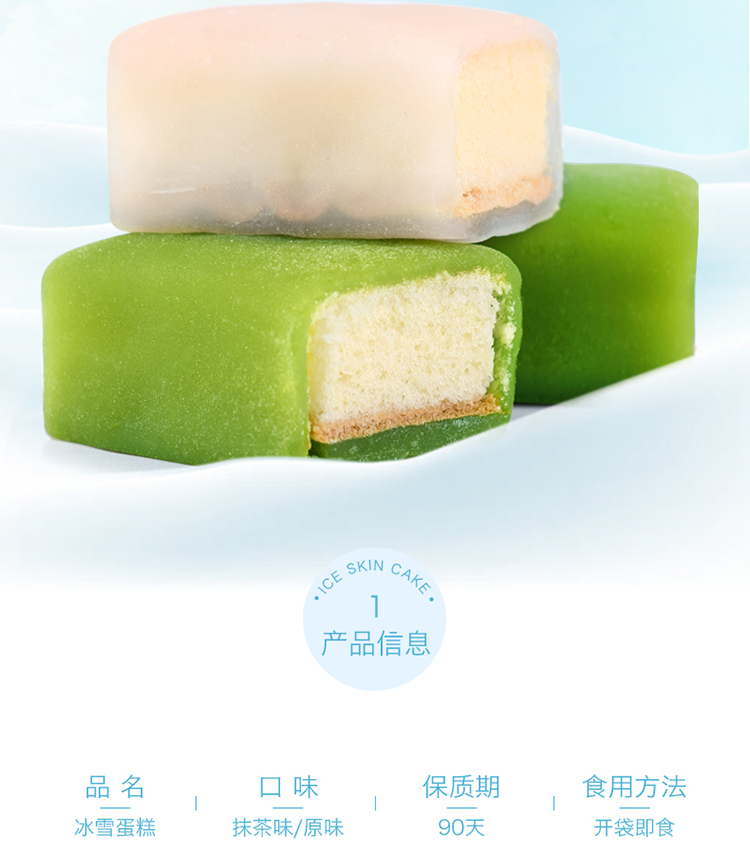 •ICE SKIN CAKE•
1
产品信息
品 名
口 味
保质期
食用方法
冰雪蛋糕
抹茶味/原味
90天
开袋即食